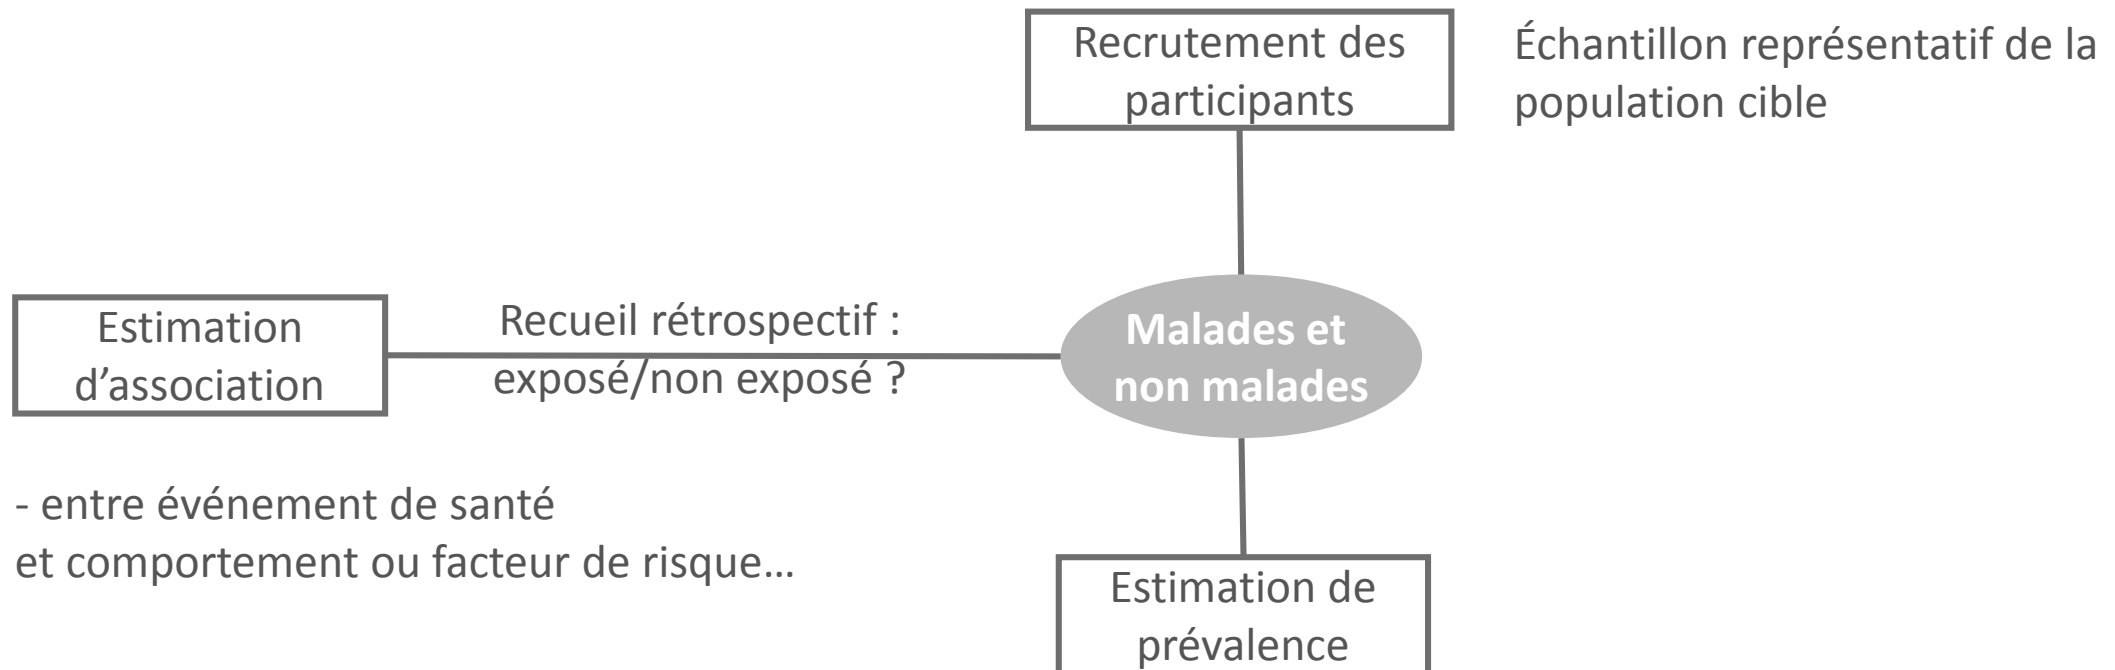 Recrutement des
participants
Échantillon représentatif de la
population cible
Estimation
d’association
Recueil rétrospectif :
exposé/non exposé ?
Malades et
non malades
- entre événement de santé
et comportement ou facteur de risque…
Estimation de
prévalence